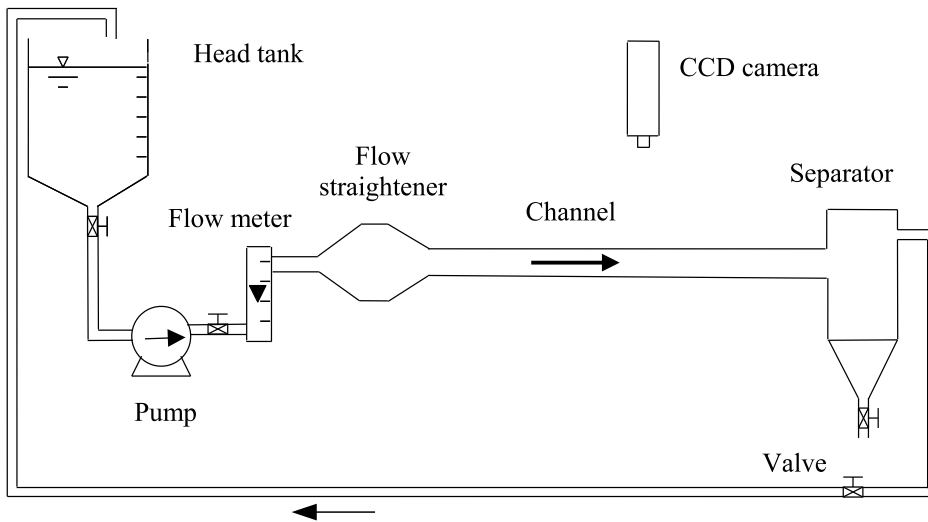 Head tank
CCD camera
Flow
straightener
Separator
Flow meter
Channel
Pump
Valve